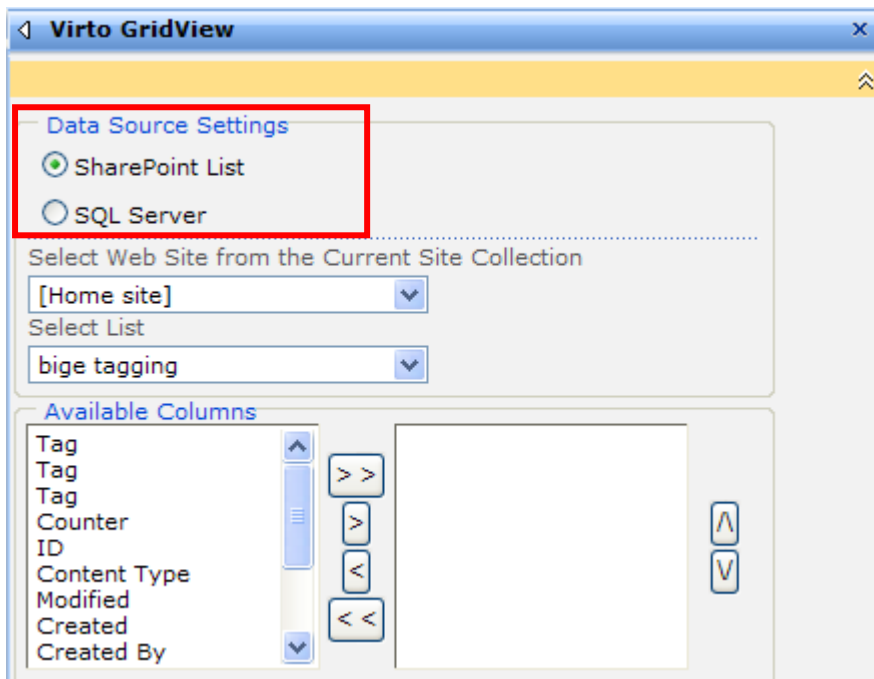 Virto GridView
Data Source Settings
SharePoint List
SQL Server
Select Web Site from the Current Site Collection
[Home site]
Select List
bige tagging
Available Columns
Tag
Tag
Tag
Counter
ID
Content Type
Modified
Created
Created By
> >
>
<
< <
/\
\/